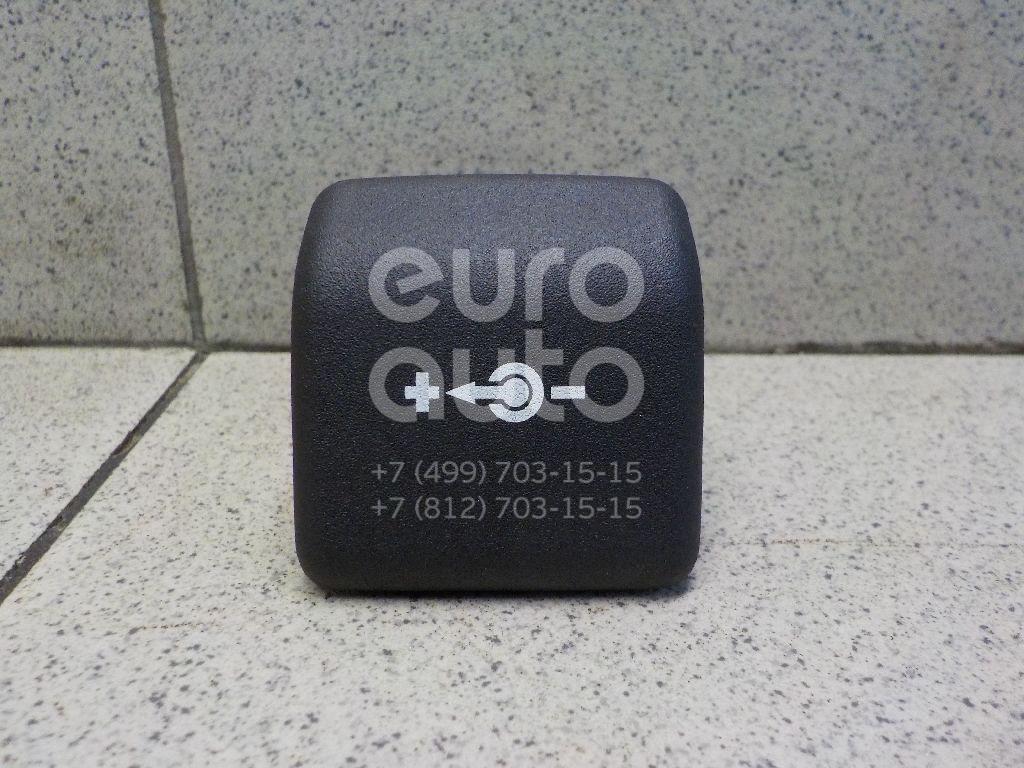 euro
auto
+7 (499) 703-15-15
+7 (812) 703-15-15